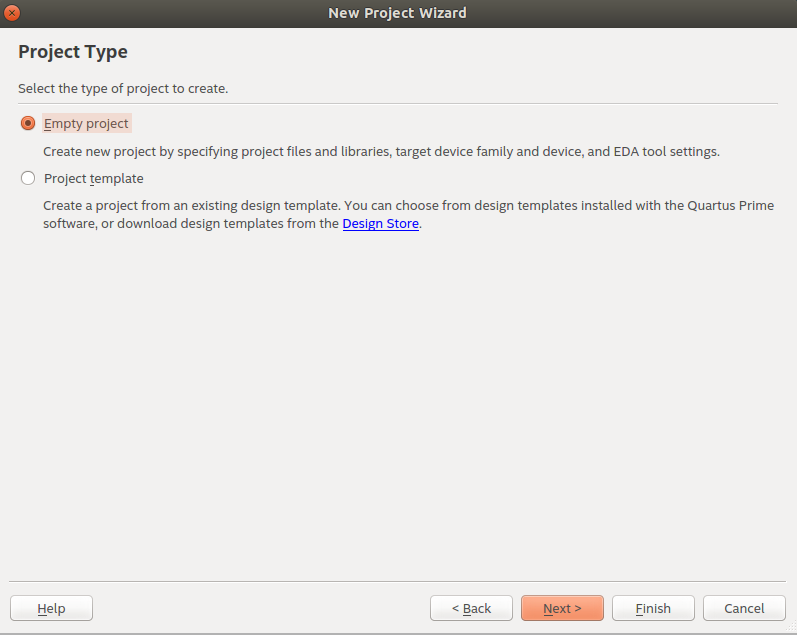 New Project Wizard
Project Type
Select the type of project to create.
Empty project
Create new project by specifying project files and libraries, target device family and device, and EDA tool settings.
Project template
Create a project from an existing design template. You can choose from design templates installed with the Quartus Prime
software, or download design templates from the Design Store.
Help
< Back
Next >
Finish
Cancel